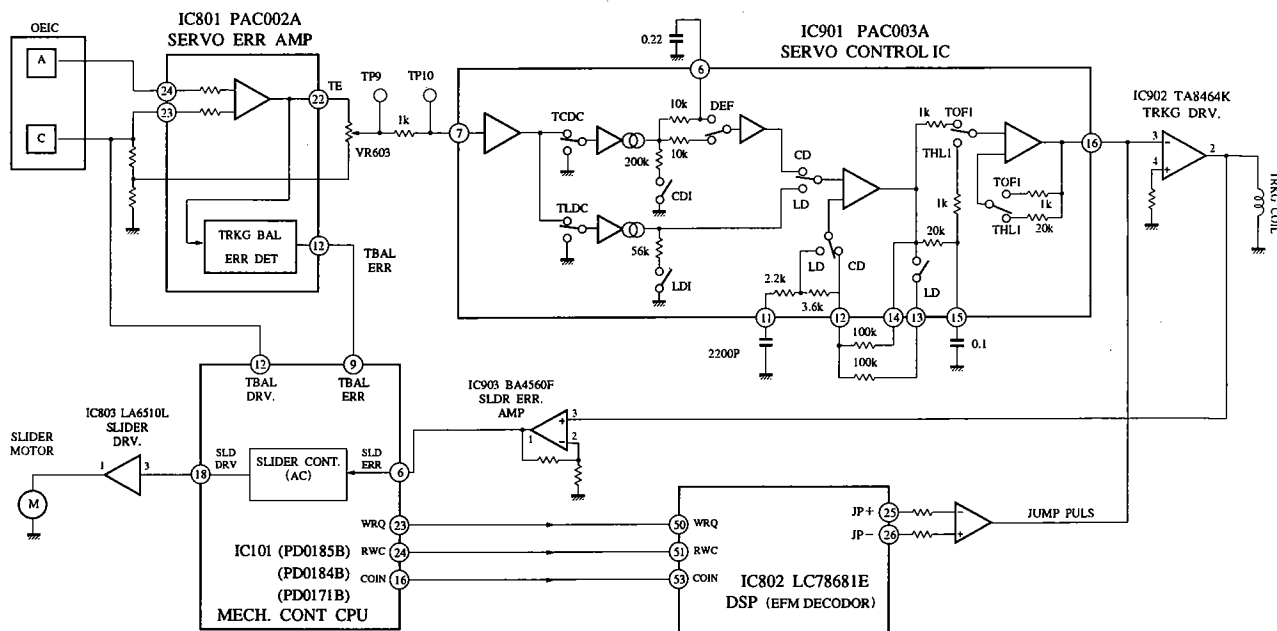 OEIC
A
C
IC801 PAC002A
SERVO ERR AMP
24
23
22
TE
TP9
TP10
1k
VR603
TRKG BAL
ERR DET
12
TBAL
ERR
IC901 PAC003A
SERVO CONTROL IC
0.22
6
7
TCDC
10k
DEF
10k
200k
CDI
TLDC
56k
LDI
CD
LD
LD
CD
2.2k
3.6k
1k
TOF1
THL1
1k
20k
LD
TOF1
1k
THL1
20k
16
11
12
14
13
15
2200P
100k
100k
0.1
IC902 TA8464K
TRKG DRV.
3
4
2
TRKG COIL
12
9
TBAL
DRV.
TBAL
ERR
IC903 BA4560F
SLDR ERR.
AMP
3
1
2
IC803 LA6510L
SLIDER
DRV.
SLIDER
MOTOR
M
1
3
18
SLD
DRV
SLIDER CONT.
(AC)
SLD
ERR
6
WRQ
23
50
WRQ
IC101 (PD0185B)
RWC
24
51
RWC
(PD0184B)
COIN
16
53
COIN
(PD0171B)
MECH. CONT CPU
JP+
25
JP−
26
JUMP PULS
IC802 LC78681E
DSP (EFM DECODOR)